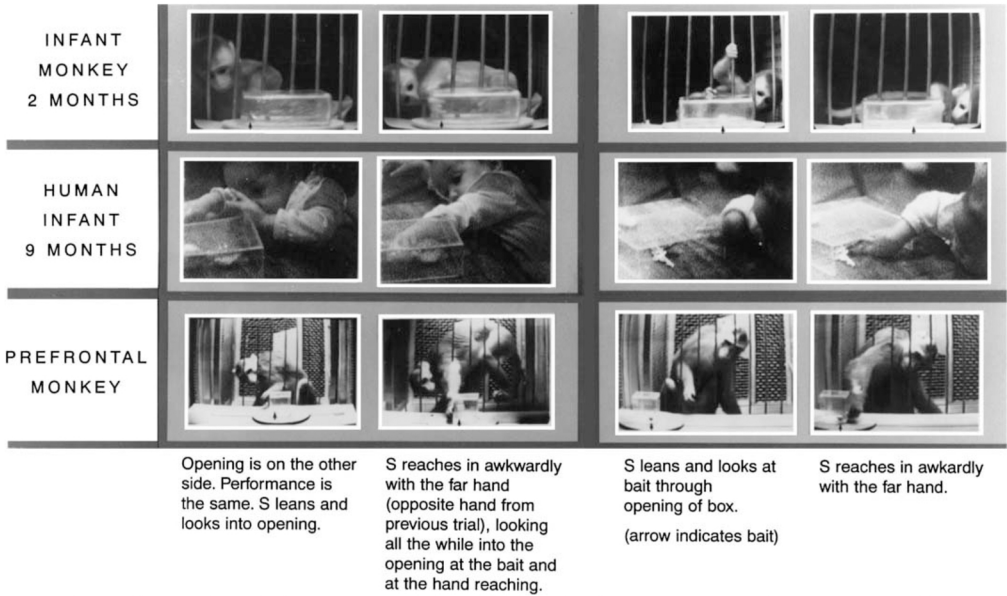 INFANT
MONKEY
2 MONTHS
HUMAN
INFANT
9 MONTHS
PREFRONTAL
MONKEY
Opening is on the other
side. Performance is
the same. S leans and
looks into opening.
S reaches in awkwardly
with the far hand
(opposite hand from
previous trial), looking
all the while into the
opening at the bait and
at the hand reaching.
S leans and looks at
bait through
opening of box.
(arrow indicates bait)
S reaches in awkardly
with the far hand.